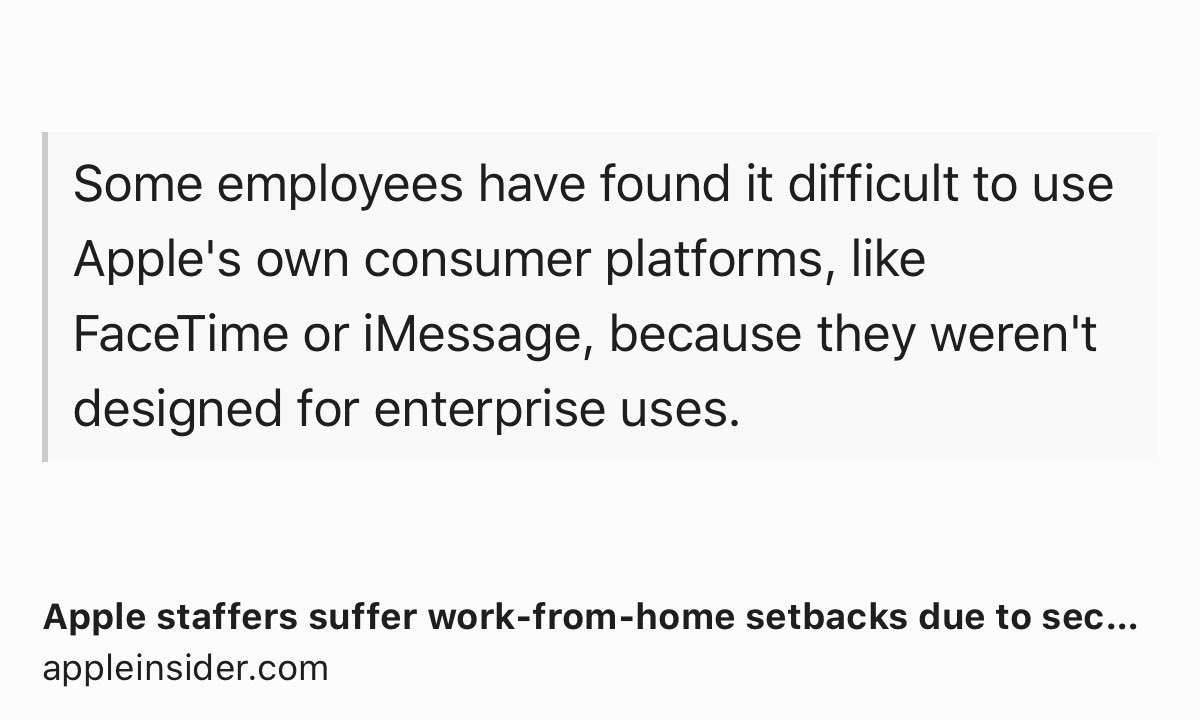 Some employees have found it difficult to use
Apple's own consumer platforms, like
FaceTime or iMessage, because they weren't
designed for enterprise uses.
Apple staffers suffer work-from-home setbacks due to sec...
appleinsider.com